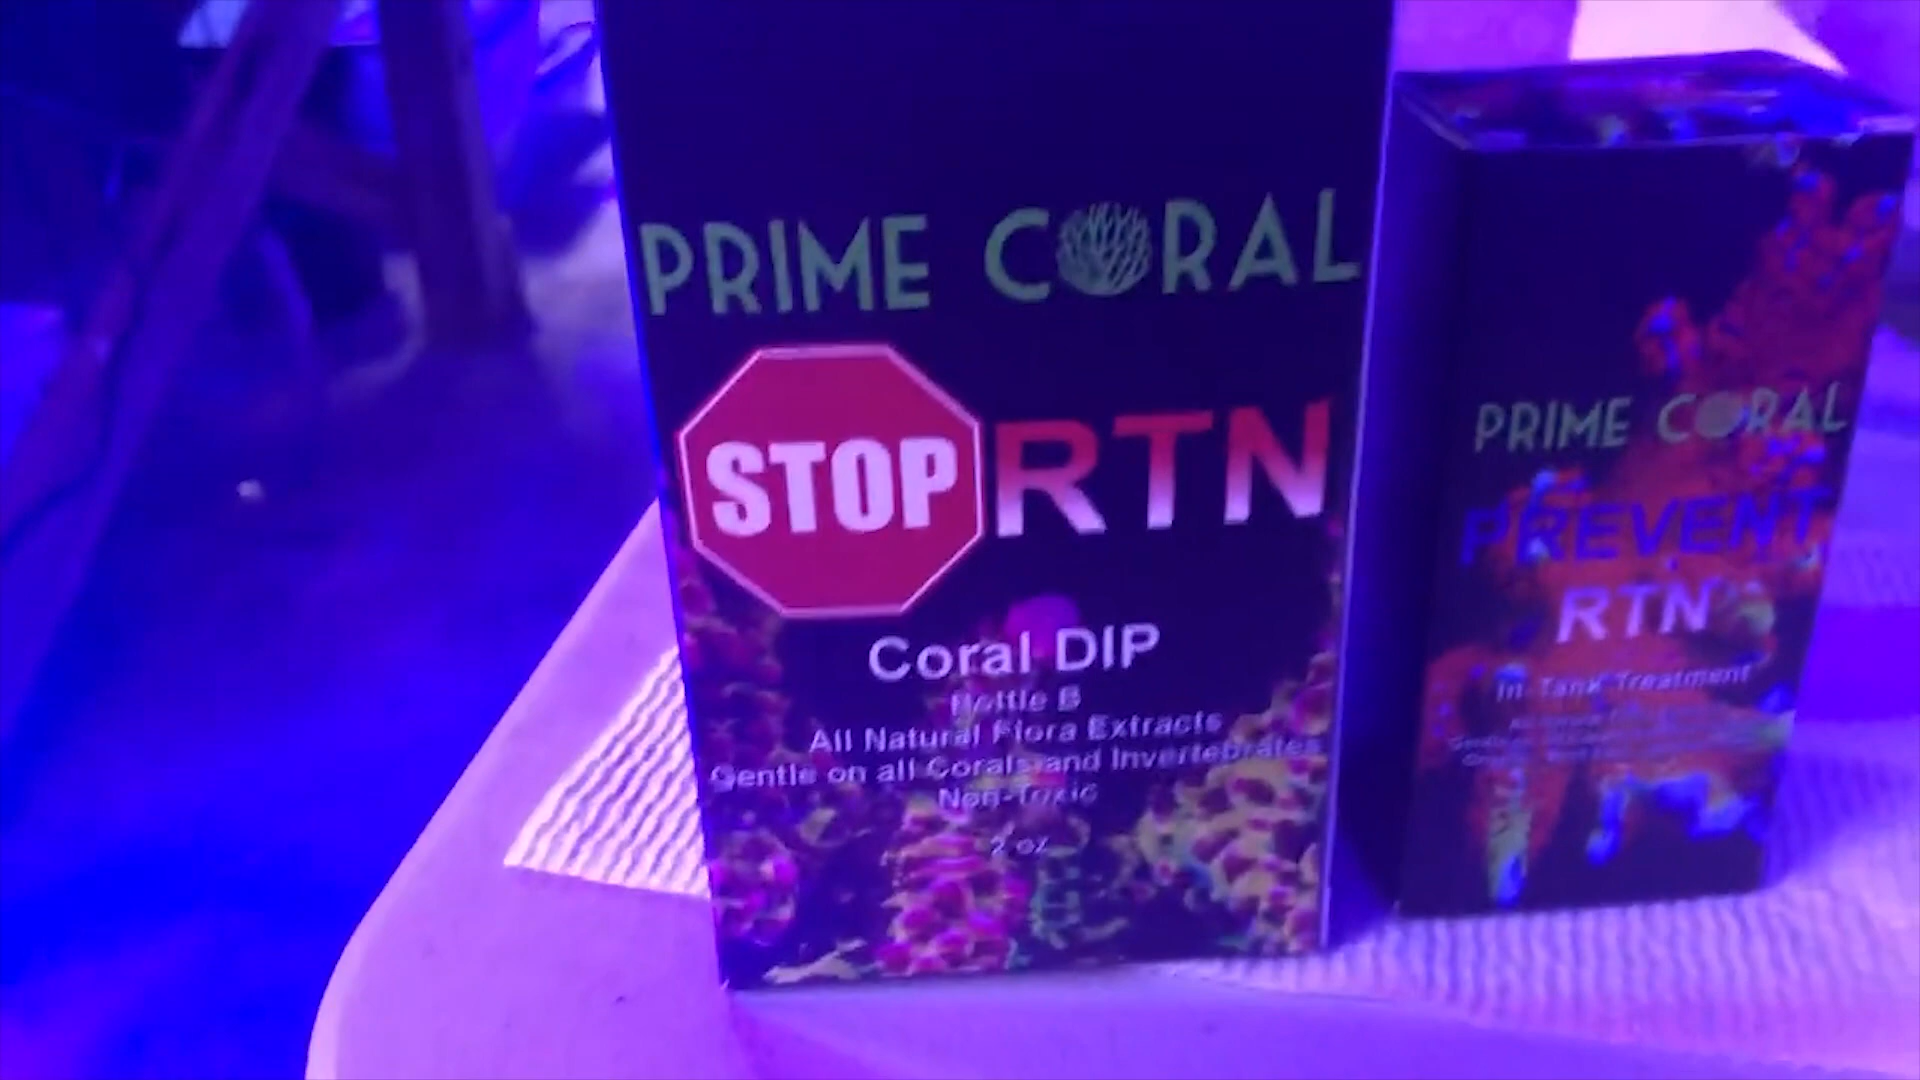 PRIME CORAL
STOP RTN
Coral DIP
Bottle B
All Natural Flora Extracts
Gentle on all Corals and Invertebrates
Non-Toxic
2 oz
PRIME CORAL
PREVENT
RTN
In-Tank Treatment